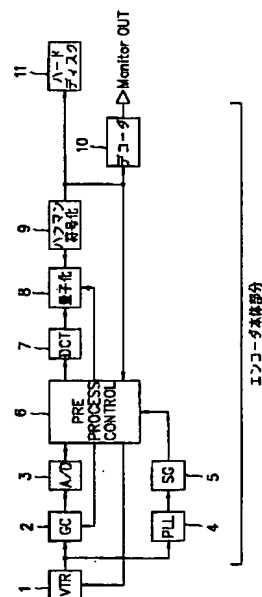 1
VTR
2
GC
3
A/D
4
PLL
5
SG
6
PRE
PROCESS
CONTROL
7
DCT
8
量子化
9
ハフマン
符号化
10
デコーダ
Monitor OUT
11
ハード
ディスク
エンコーダ本体部分